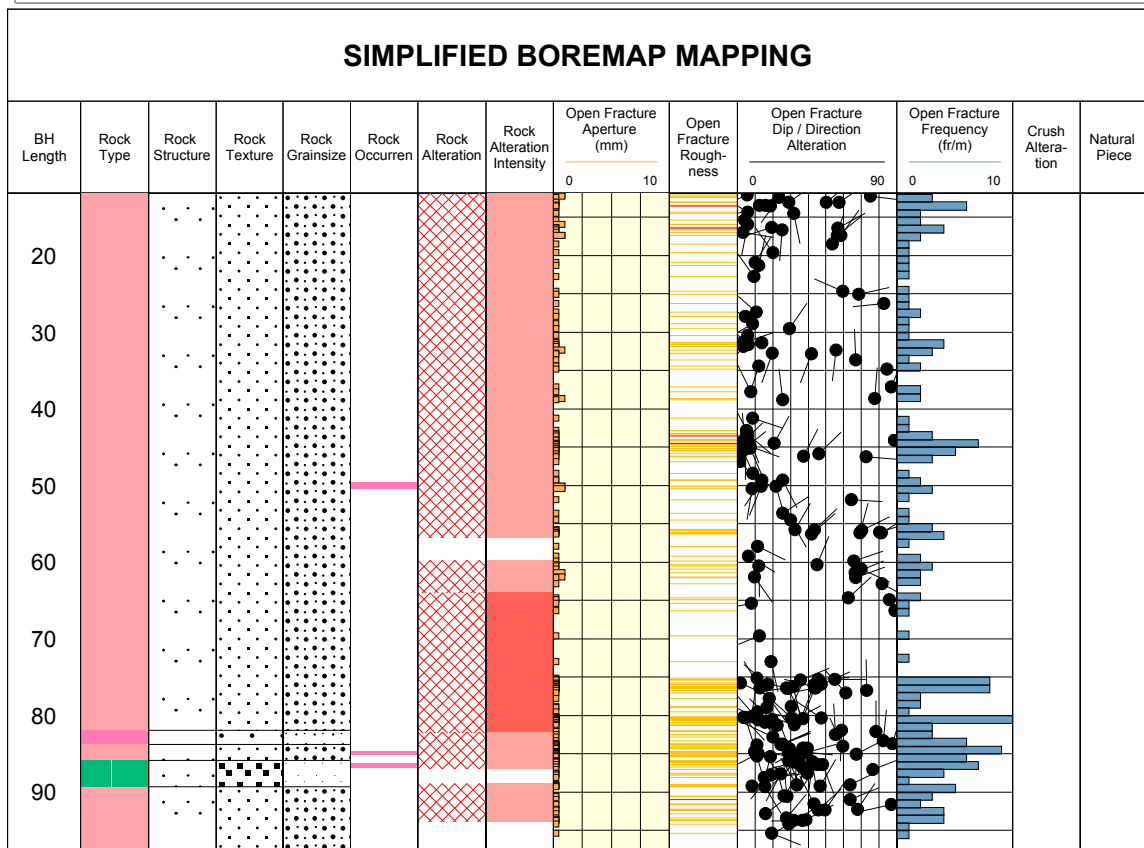 SIMPLIFIED BOREMAP MAPPING
BH
Length
Rock
Type
Rock
Structure
Rock
Texture
Rock
Grainsize
Rock
Occurren
Rock
Alteration
Rock
Alteration
Intensity
Open Fracture
Aperture
(mm)
0 10
Open
Fracture
Rough-
ness
Open Fracture
Dip / Direction
Alteration
0 90
Open Fracture
Frequency
(fr/m)
0 10
Crush
Altera-
tion
Natural
Piece
20
30
40
50
60
70
80
90